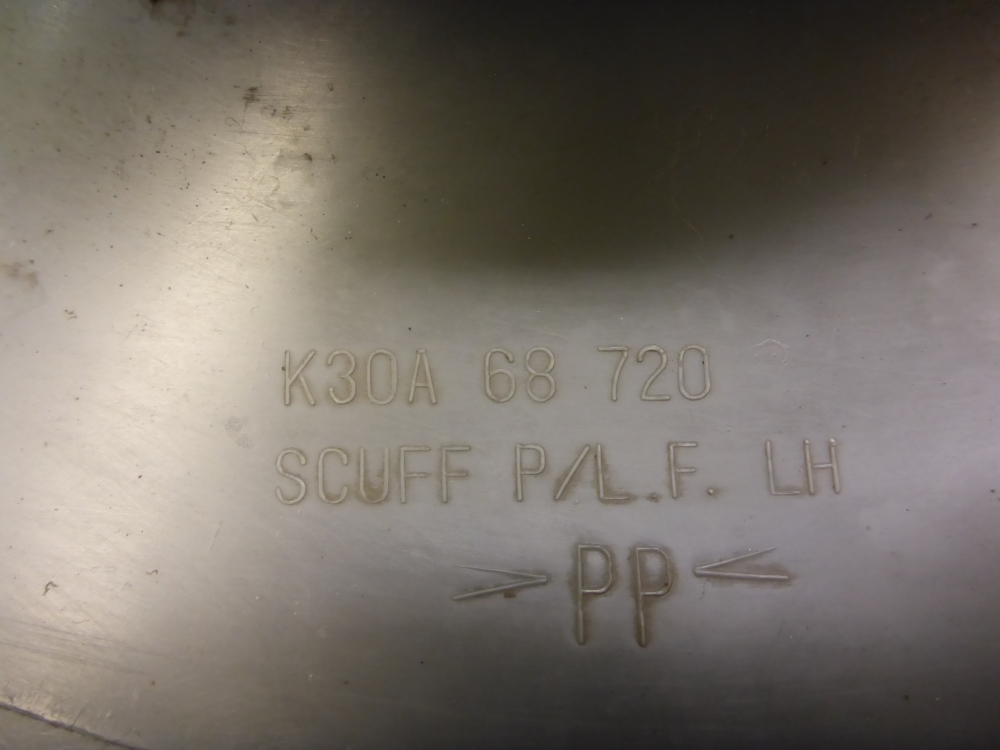 K30A 68 720
SCUFF P/L.F. LH
>PP<